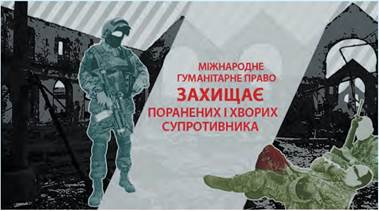 МІЖНАРОДНЕ
ГУМАНІТАРНЕ ПРАВО
ЗАХИЩАЄ
ПОРАНЕНИХ І ХВОРИХ
СУПРОТИВНИКА